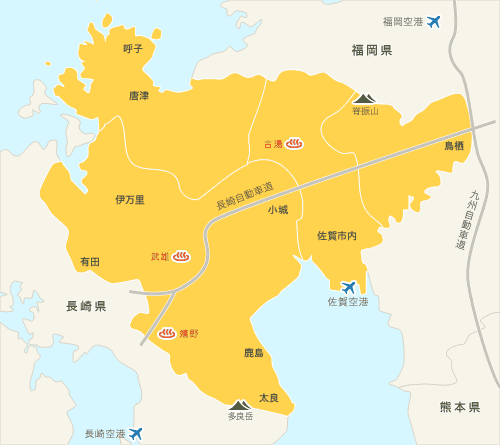 福岡空港
呼子
福岡県
唐津
脊振山
古湯
鳥栖
長崎自動車道
伊万里
小城
九州自動車道
佐賀市内
武雄
有田
佐賀空港
長崎県
嬉野
鹿島
太良
多良岳
熊本県
長崎空港